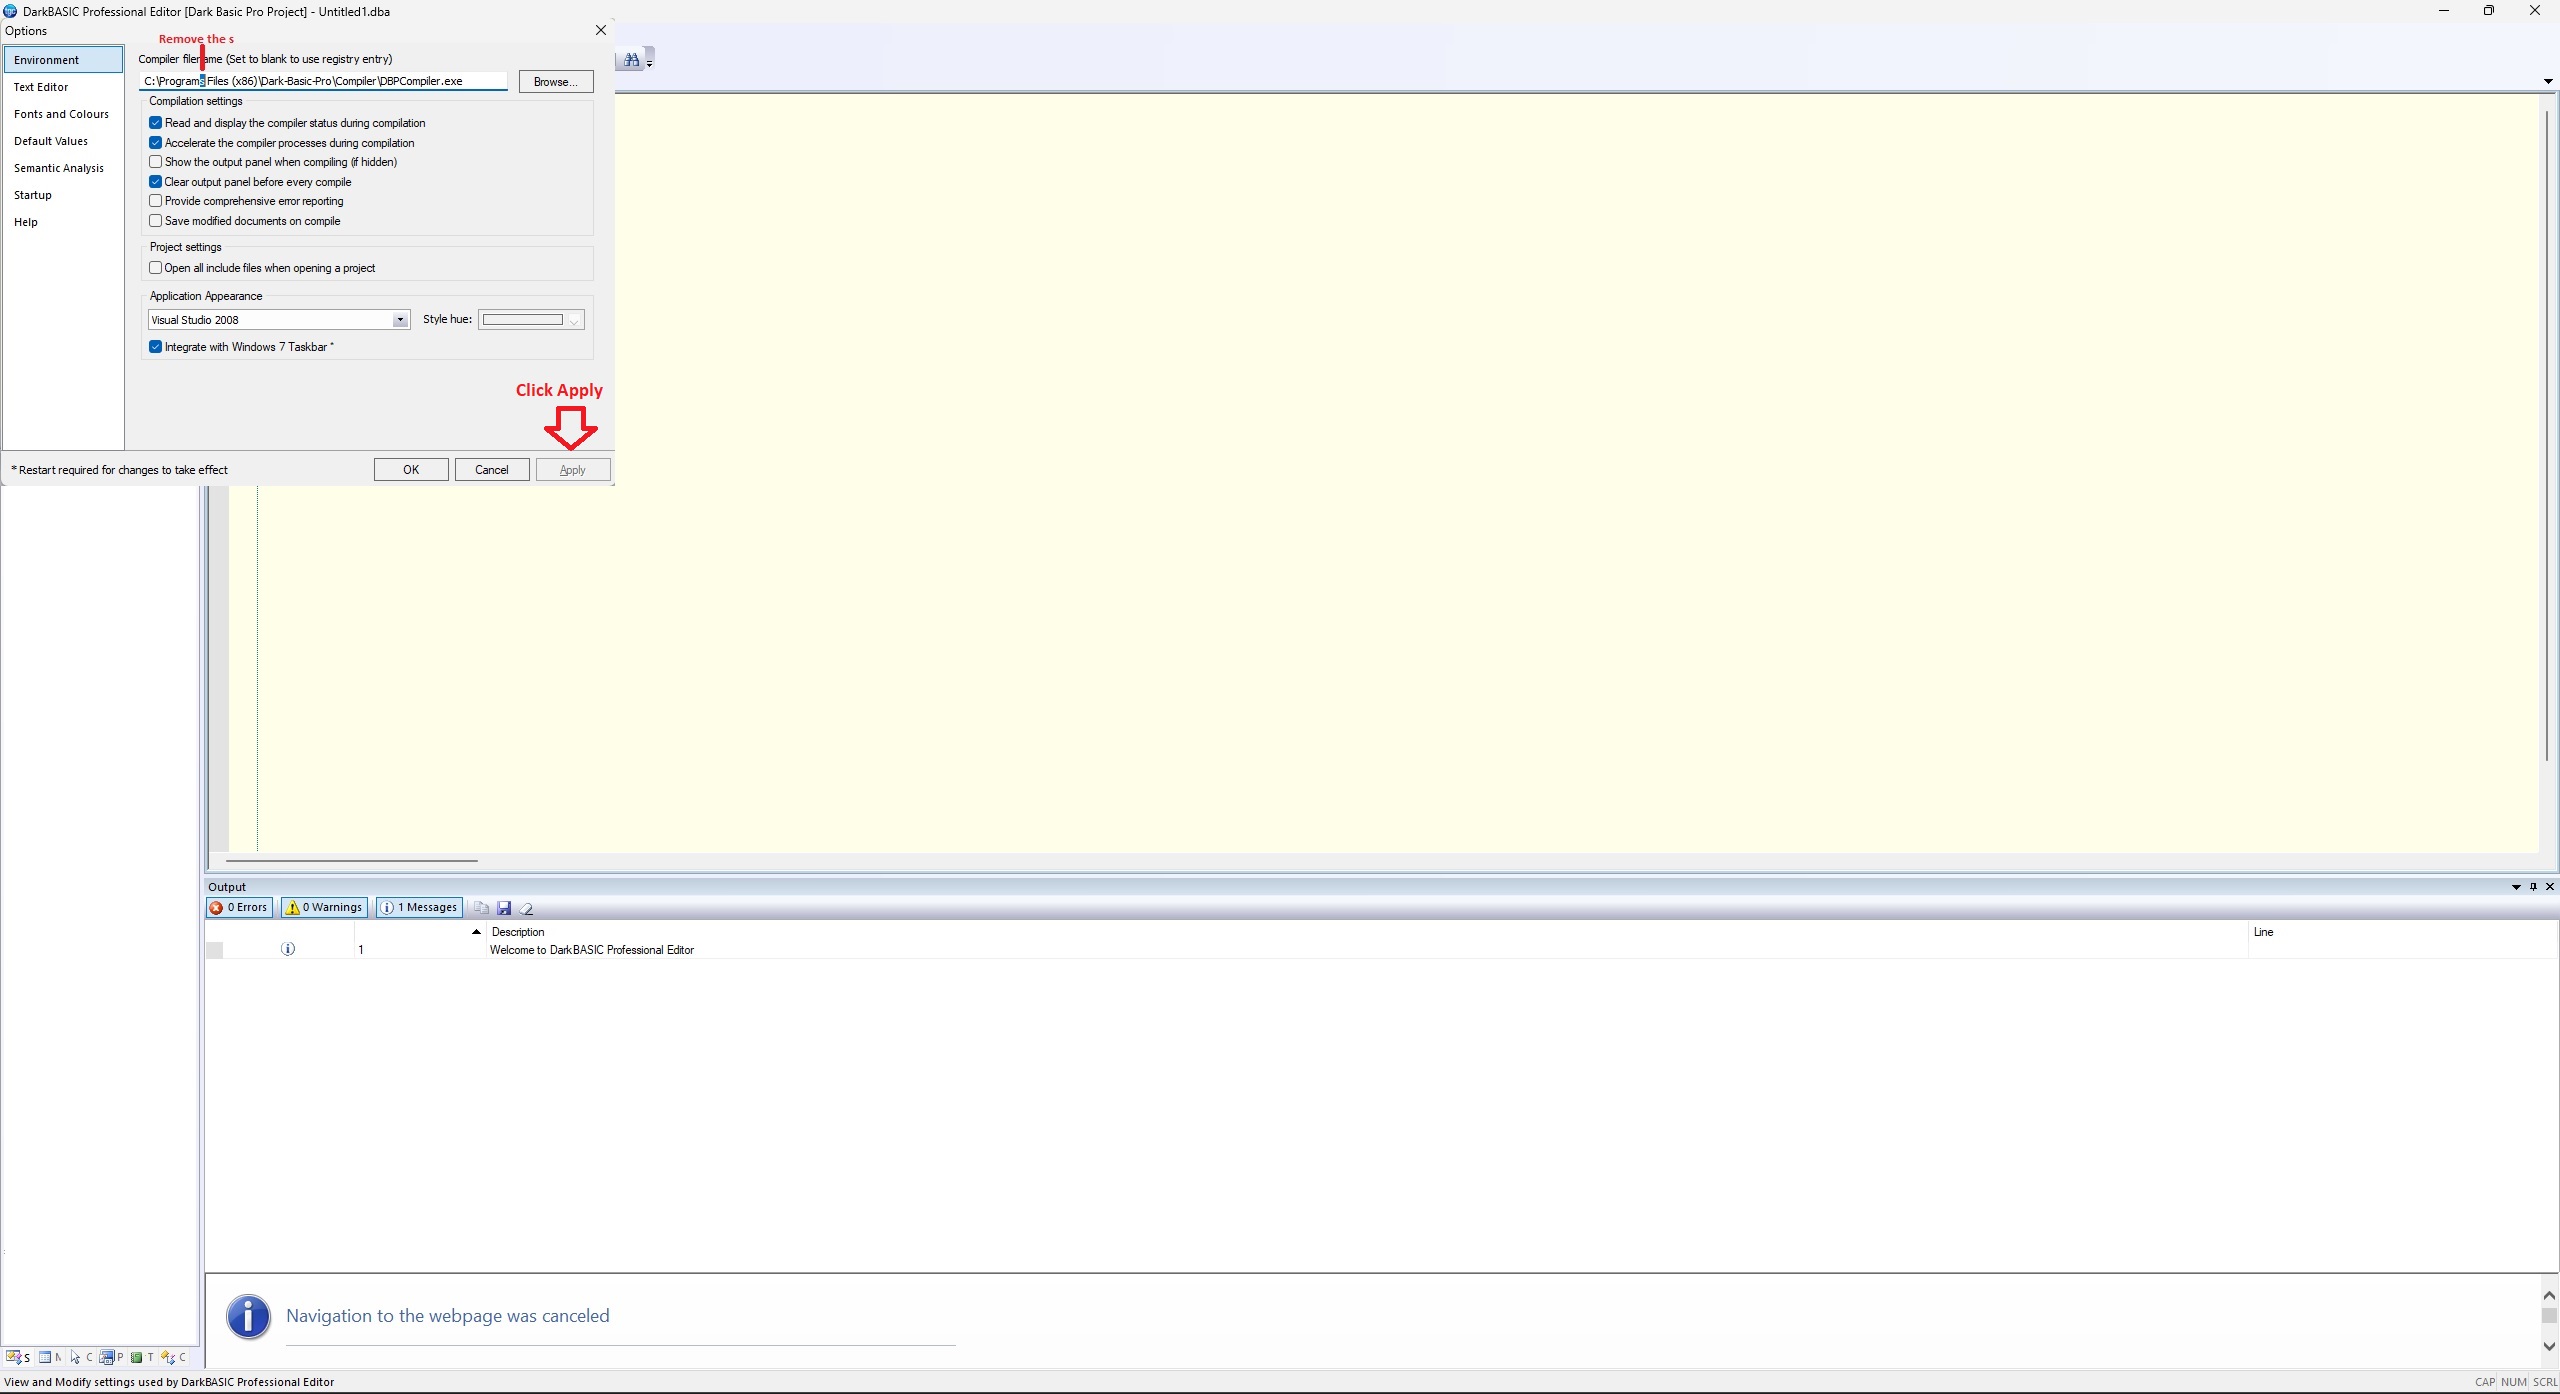 DarkBASIC Professional Editor [Dark Basic Pro Project] - Untitled1.dba
Options
Remove the s
Environment
Text Editor
Fonts and Colours
Default Values
Semantic Analysis
Startup
Help
Compiler filename (Set to blank to use registry entry)
C:\Programs Files (x86)\Dark-Basic-Pro\Compiler\DBPCompiler.exe
Browse...
Compilation settings
Read and display the compiler status during compilation
Accelerate the compiler processes during compilation
Show the output panel when compiling (if hidden)
Clear output panel before every compile
Provide comprehensive error reporting
Save modified documents on compile
Project settings
Open all include files when opening a project
Application Appearance
Visual Studio 2008
Style hue:
Integrate with Windows 7 Taskbar *
Click Apply
* Restart required for changes to take effect
OK
Cancel
Apply
Output
0 Errors
0 Warnings
1 Messages
Description
Line
1
Welcome to DarkBASIC Professional Editor
Navigation to the webpage was canceled
S
M
C
P
T
C
View and Modify settings used by DarkBASIC Professional Editor
CAP NUM SCRL